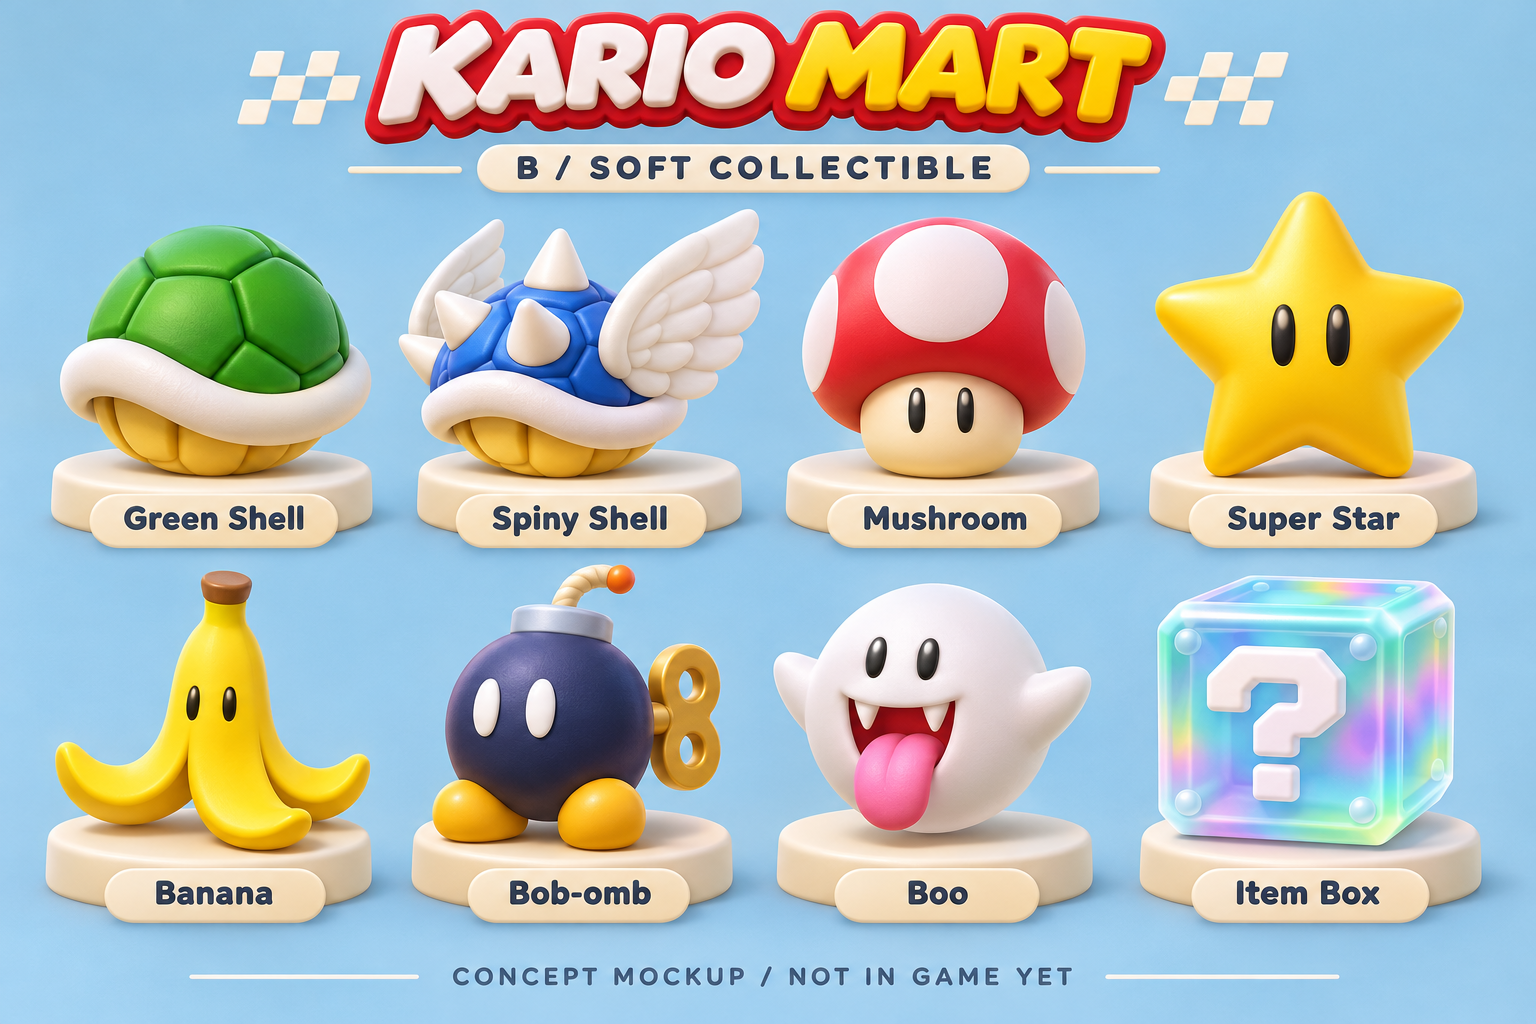 KARIO MART
B / SOFT COLLECTIBLE
Green Shell
Spiny Shell
Mushroom
Super Star
?
Banana
Bob-omb
Boo
Item Box
CONCEPT MOCKUP / NOT IN GAME YET